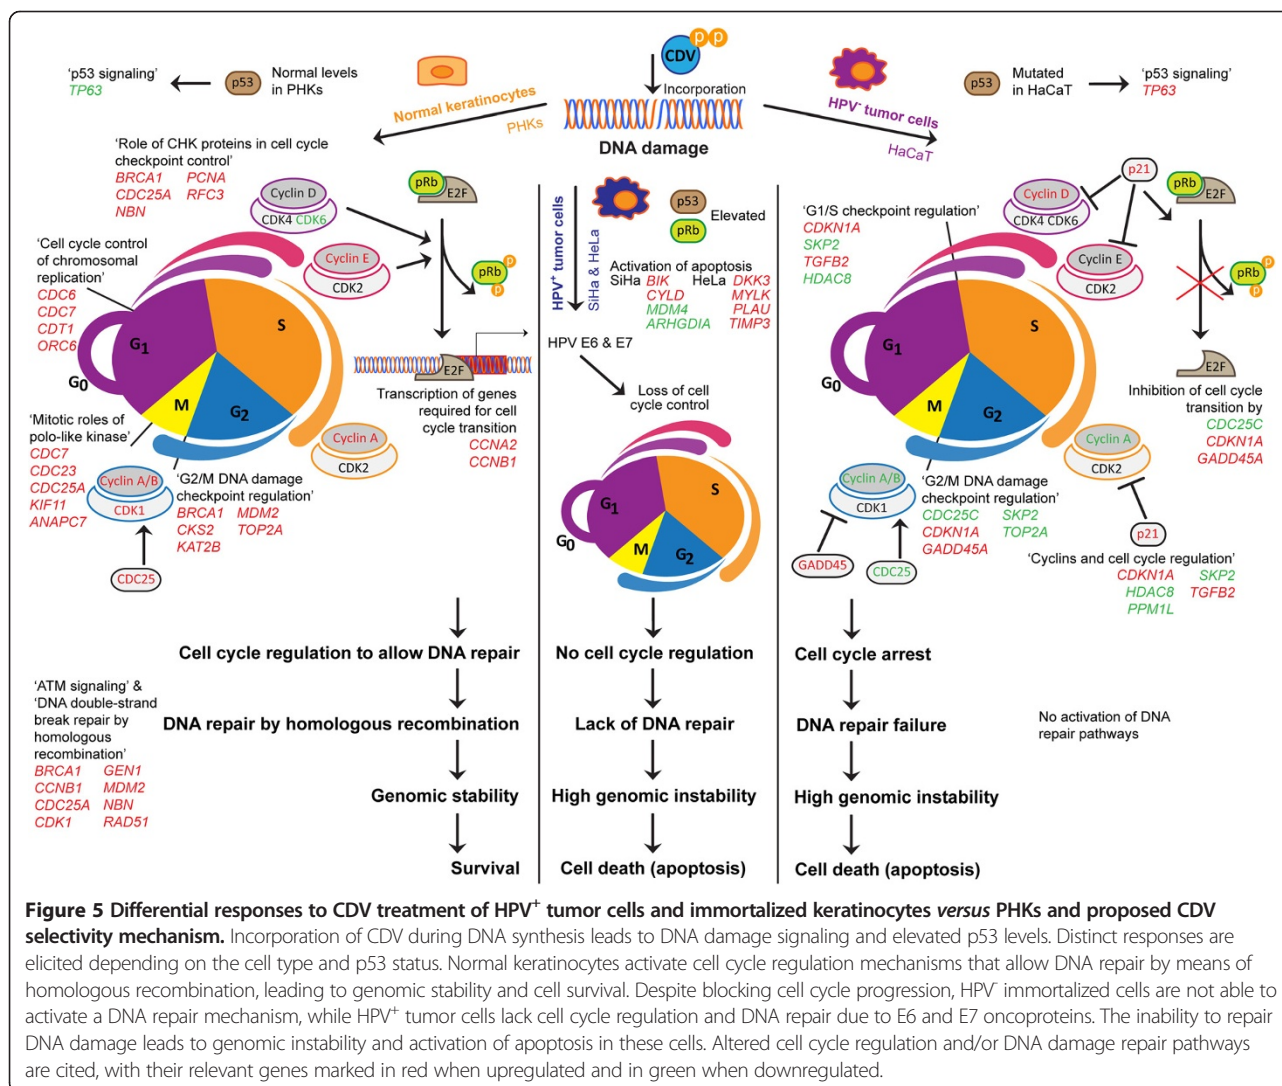 CDV
p p
Incorporation
DNA damage
'p53 signaling'
TP63
p53
Normal levels
in PHKs
Normal keratinocytes
PHKs
HPV⁻ tumor cells
HaCaT
p53
Mutated
in HaCaT
'p53 signaling'
TP63
'Role of CHK proteins in cell cycle
checkpoint control'
BRCA1 PCNA
CDC25A RFC3
NBN
Cyclin D
CDK4 CDK6
Cyclin E
CDK2
pRb
E2F
pRb
p
p
E2F
Transcription of genes
required for cell
cycle transition
CCNA2
CCNB1
'Cell cycle control
of chromosomal
replication'
CDC6
CDC7
CDT1
ORC6
G1
S
G2
M
G0
'Mitotic roles of
polo-like kinase'
CDC7
CDC23
CDC25A
KIF11
ANAPC7
Cyclin A/B
CDK1
CDC25
'G2/M DNA damage
checkpoint regulation'
BRCA1 MDM2
CKS2 TOP2A
KAT2B
Cyclin A
CDK2
Cell cycle regulation to allow DNA repair
DNA repair by homologous recombination
Genomic stability
Survival
'ATM signaling' &
'DNA double-strand
break repair by
homologous
recombination'
BRCA1 GEN1
CCNB1 MDM2
CDC25A NBN
CDK1 RAD51
HPV⁺ tumor cells
SiHa & HeLa
p53
pRb
Elevated
Activation of apoptosis
SiHa BIK HeLa DKK3
CYLD MYLK
MDM4 PLAU
ARHGDIA TIMP3
HPV E6 & E7
Loss of cell
cycle control
G1
S
G2
M
G0
No cell cycle regulation
Lack of DNA repair
High genomic instability
Cell death (apoptosis)
'G1/S checkpoint regulation'
CDKN1A
SKP2
TGFB2
HDAC8
Cyclin D
CDK4 CDK6
Cyclin E
CDK2
p21
pRb
E2F
pRb
p
p
E2F
Inhibition of cell cycle
transition by
CDC25C
CDKN1A
GADD45A
G1
S
G2
M
G0
Cyclin A
CDK2
p21
Cyclin A/B
CDK1
GADD45
CDC25
'G2/M DNA damage
checkpoint regulation'
CDC25C SKP2
CDKN1A TOP2A
GADD45A
'Cyclins and cell cycle regulation'
CDKN1A SKP2
HDAC8 TGFB2
PPM1L
Cell cycle arrest
DNA repair failure
High genomic instability
Cell death (apoptosis)
No activation of DNA
repair pathways
Figure 5 Differential responses to CDV treatment of HPV⁺ tumor cells and immortalized keratinocytes versus PHKs and proposed CDV
selectivity mechanism. Incorporation of CDV during DNA synthesis leads to DNA damage signaling and elevated p53 levels. Distinct responses are
elicited depending on the cell type and p53 status. Normal keratinocytes activate cell cycle regulation mechanisms that allow DNA repair by means of
homologous recombination, leading to genomic stability and cell survival. Despite blocking cell cycle progression, HPV⁻ immortalized cells are not able to
activate a DNA repair mechanism, while HPV⁺ tumor cells lack cell cycle regulation and DNA repair due to E6 and E7 oncoproteins. The inability to repair
DNA damage leads to genomic instability and activation of apoptosis in these cells. Altered cell cycle regulation and/or DNA damage repair pathways
are cited, with their relevant genes marked in red when upregulated and in green when downregulated.